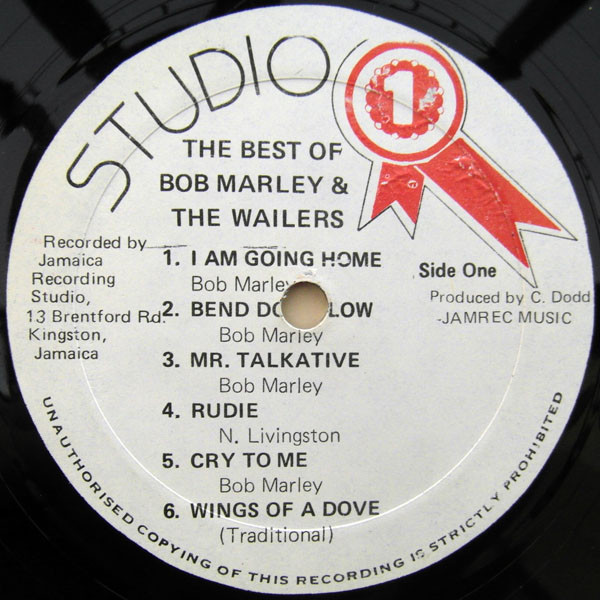 STUDIO 1
THE BEST OF
BOB MARLEY &
THE WAILERS
Recorded by
Jamaica
Recording
Studio,
13 Brentford Rd.
Kingston,
Jamaica
Side One
Produced by C. Dodd
-JAMREC MUSIC
1. I AM GOING HOME
Bob Marley
2. BEND LOW
Bob Marley
3. MR. TALKATIVE
Bob Marley
4. RUDIE
N. Livingston
5. CRY TO ME
Bob Marley
6. WINGS OF A DOVE
(Traditional)
UNAUTHORISED COPYING OF THIS RECORDING IS STRICTLY PROHIBITED